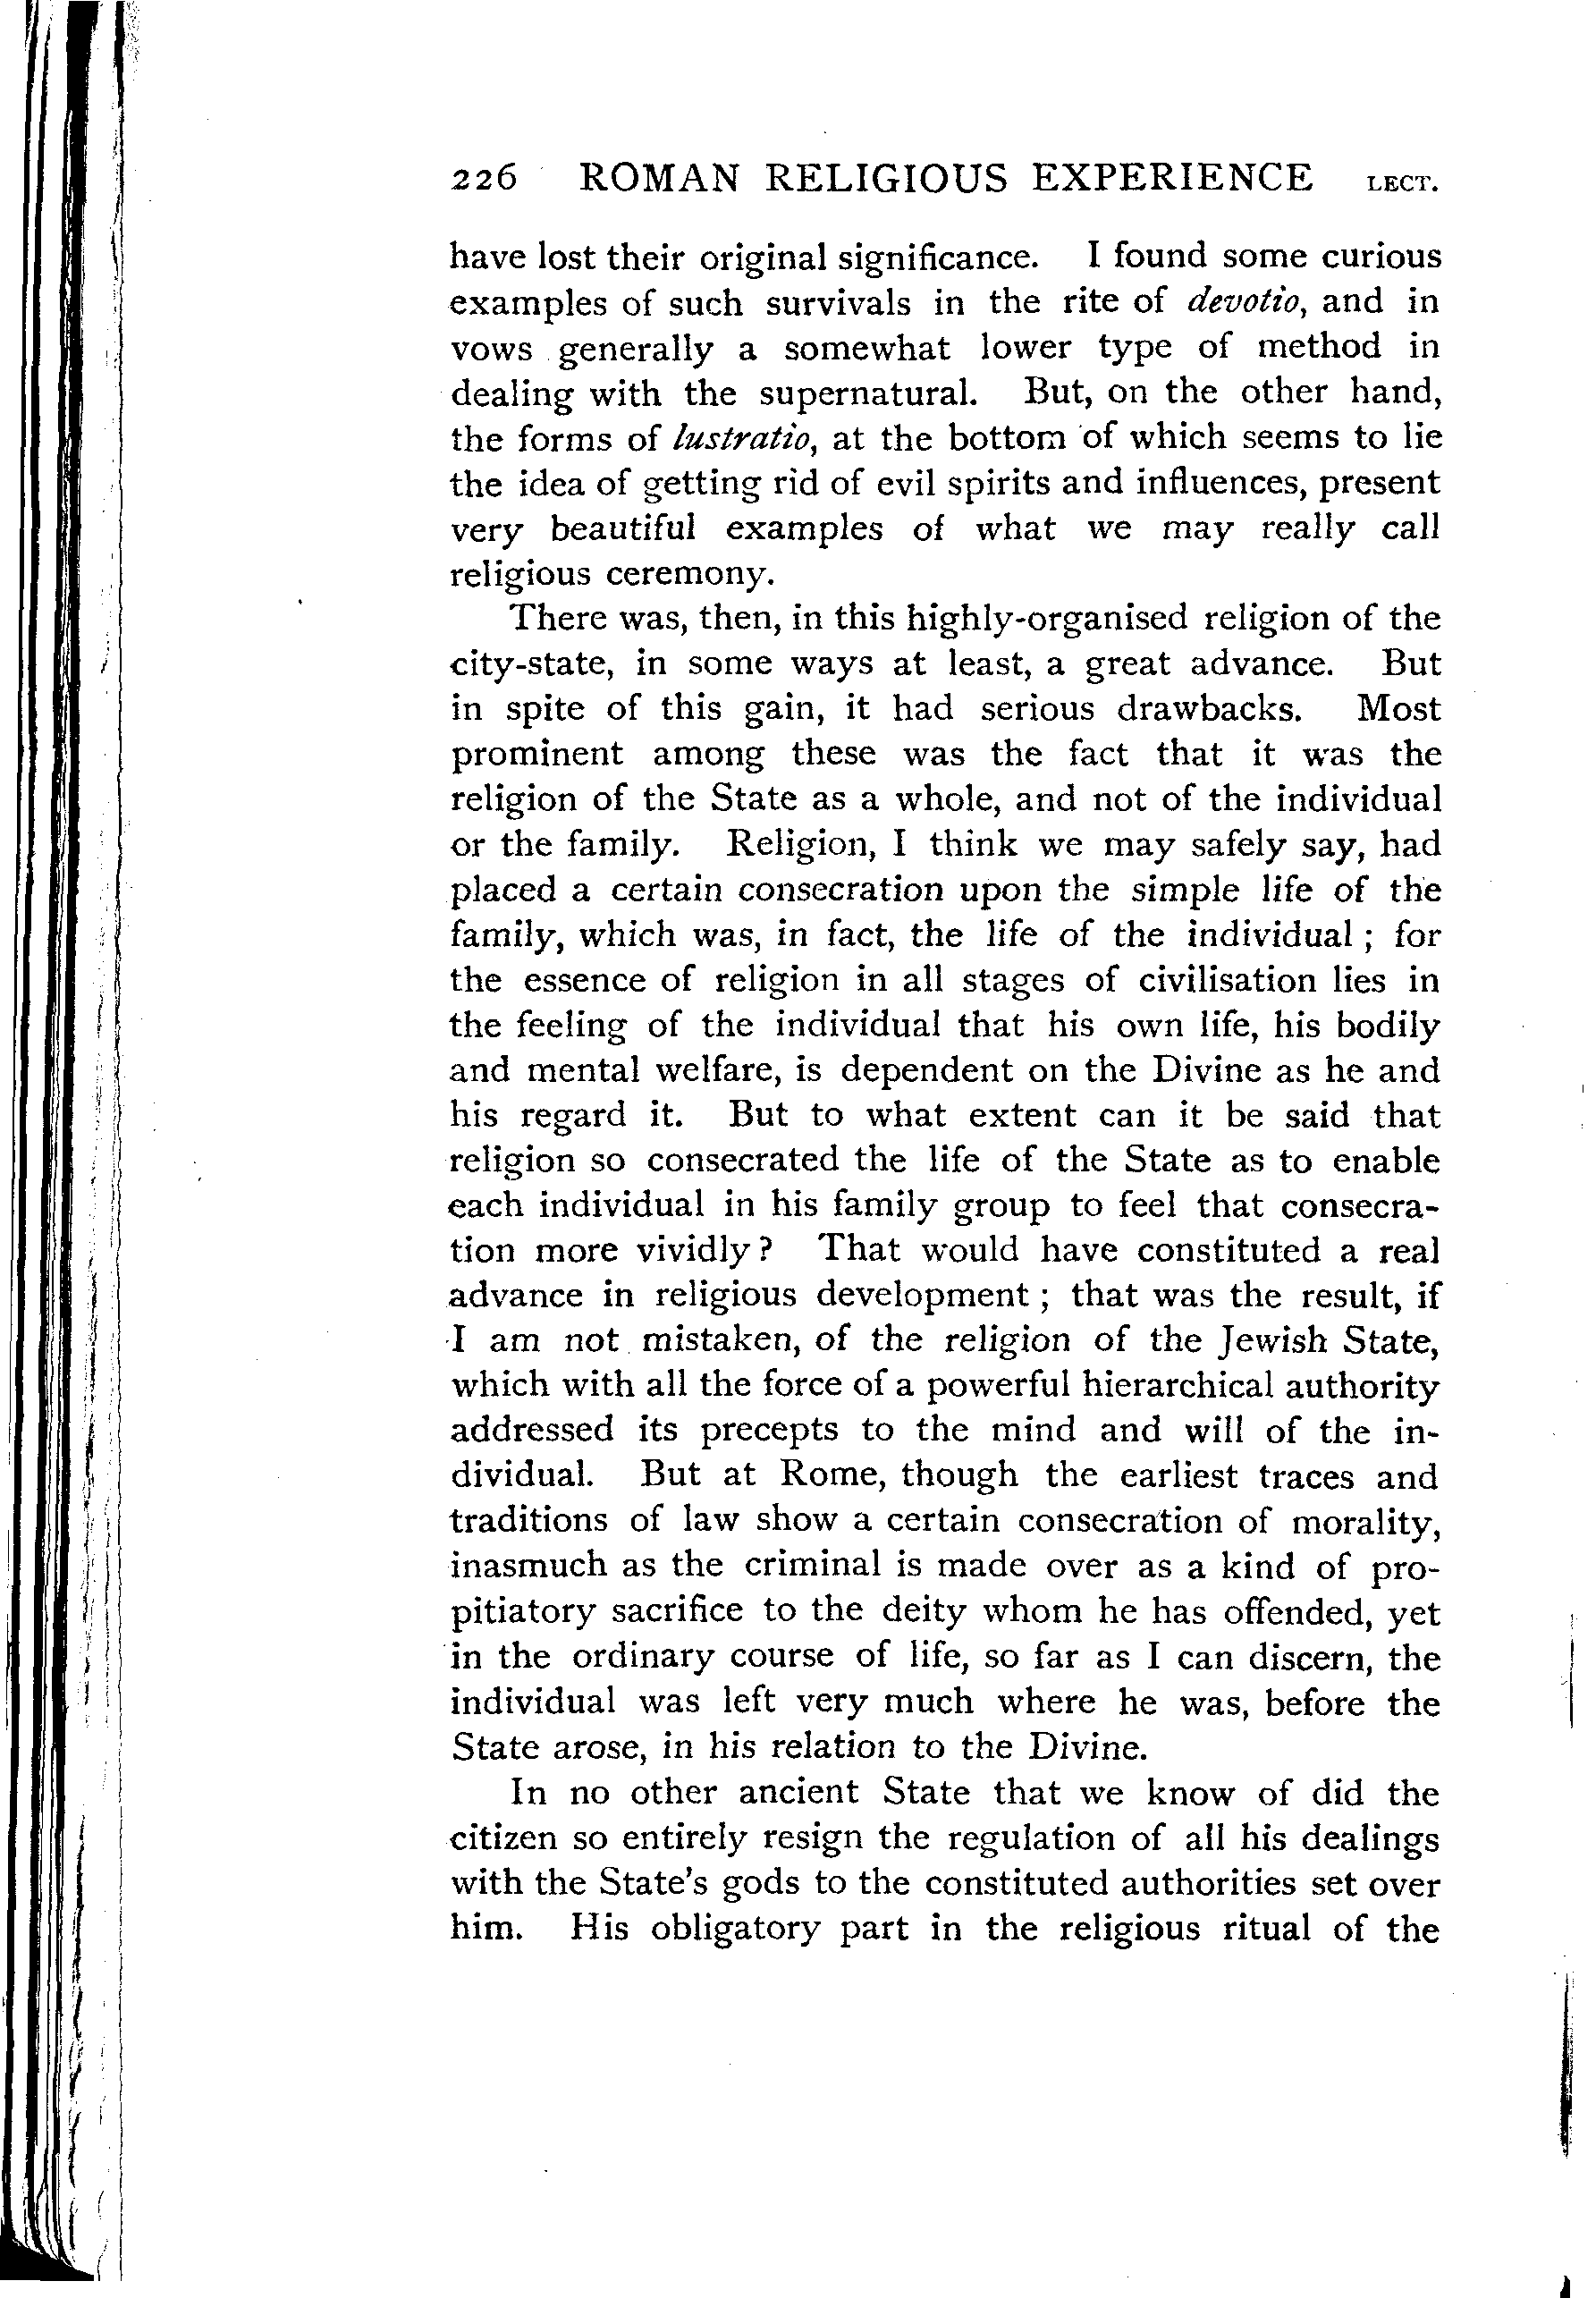 226 ROMAN RELIGIOUS EXPERIENCE LECT.
have lost their original significance. I found some curious
examples of such survivals in the rite of devotio, and in
vows generally a somewhat lower type of method in
dealing with the supernatural. But, on the other hand,
the forms of lustratio, at the bottom of which seems to lie
the idea of getting rid of evil spirits and influences, present
very beautiful examples of what we may really call
religious ceremony.
There was, then, in this highly-organised religion of the
city-state, in some ways at least, a great advance. But
in spite of this gain, it had serious drawbacks. Most
prominent among these was the fact that it was the
religion of the State as a whole, and not of the individual
or the family. Religion, I think we may safely say, had
placed a certain consecration upon the simple life of the
family, which was, in fact, the life of the individual ; for
the essence of religion in all stages of civilisation lies in
the feeling of the individual that his own life, his bodily
and mental welfare, is dependent on the Divine as he and
his regard it. But to what extent can it be said that
religion so consecrated the life of the State as to enable
each individual in his family group to feel that consecra-
tion more vividly ? That would have constituted a real
advance in religious development ; that was the result, if
I am not mistaken, of the religion of the Jewish State,
which with all the force of a powerful hierarchical authority
addressed its precepts to the mind and will of the in-
dividual. But at Rome, though the earliest traces and
traditions of law show a certain consecration of morality,
inasmuch as the criminal is made over as a kind of pro-
pitiatory sacrifice to the deity whom he has offended, yet
in the ordinary course of life, so far as I can discern, the
individual was left very much where he was, before the
State arose, in his relation to the Divine.
In no other ancient State that we know of did the
citizen so entirely resign the regulation of all his dealings
with the State's gods to the constituted authorities set over
him. His obligatory part in the religious ritual of the